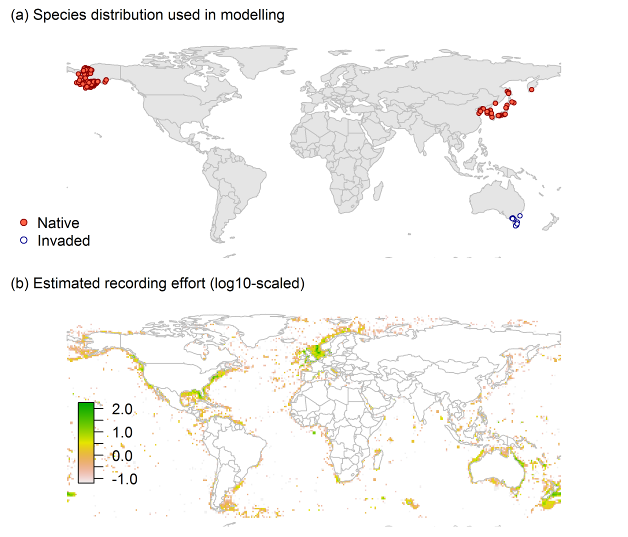 (a) Species distribution used in modelling
Native
Invaded
(b) Estimated recording effort (log10-scaled)
2.0
1.0
0.0
-1.0